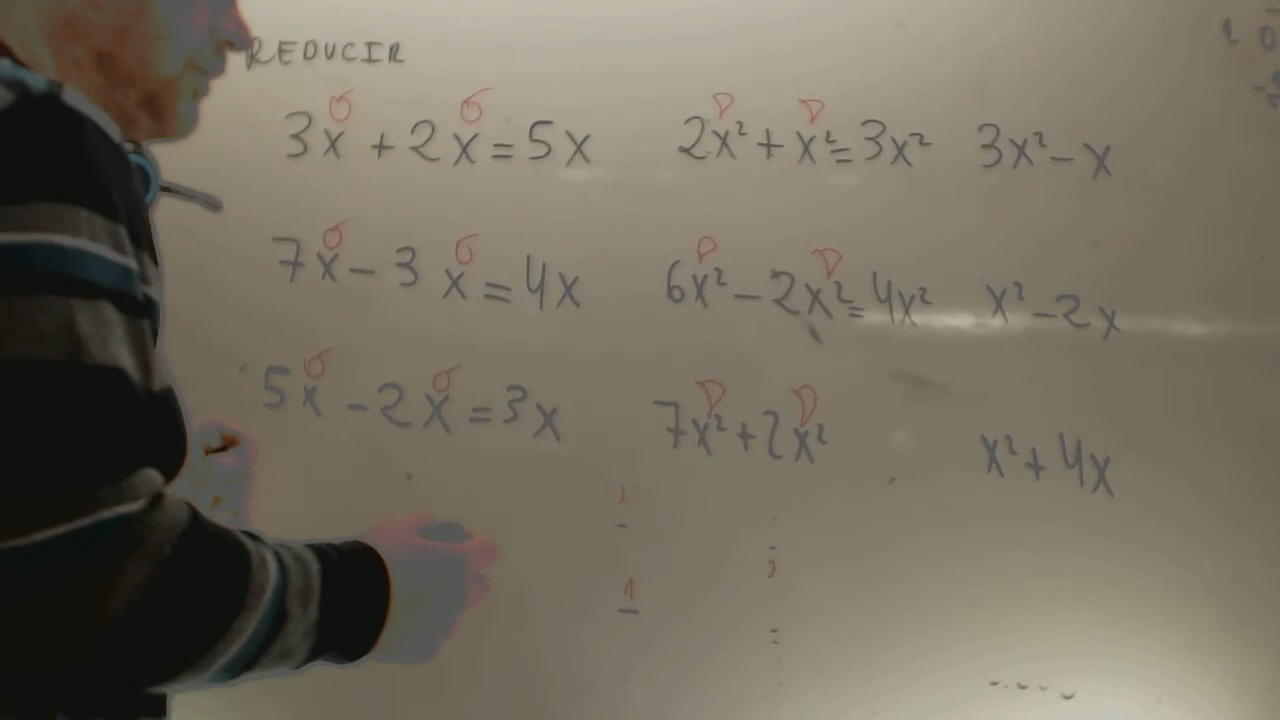 REDUCIR
3x + 2x = 5x 2x² + x² = 3x² 3x² - x
7x - 3x = 4x 6x² - 2x² = 4x² x² - 2x
5x - 2x = 3x 7x² + 2x² x² + 4x
1